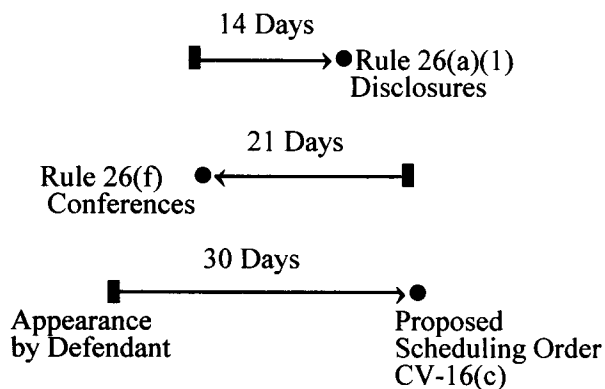 14 Days
Rule 26(a)(1)
Disclosures
21 Days
Rule 26(f)
Conferences
30 Days
Appearance
by Defendant
Proposed
Scheduling Order
CV-16(c)